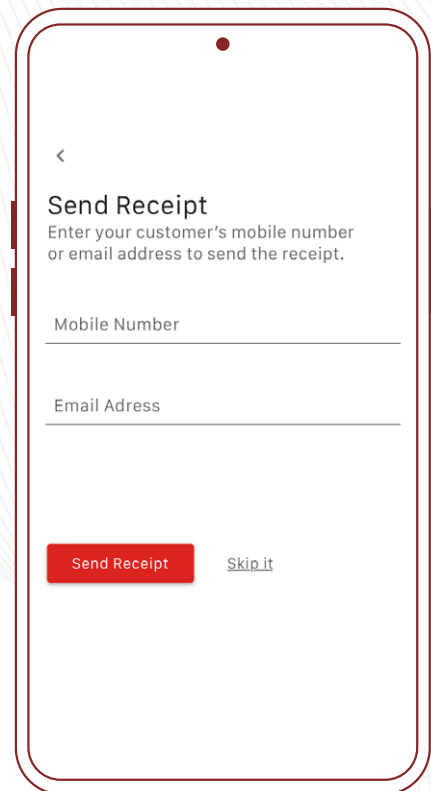 Send Receipt
Enter your customer’s mobile number
or email address to send the receipt.
Mobile Number
Email Adress
Send Receipt Skip it